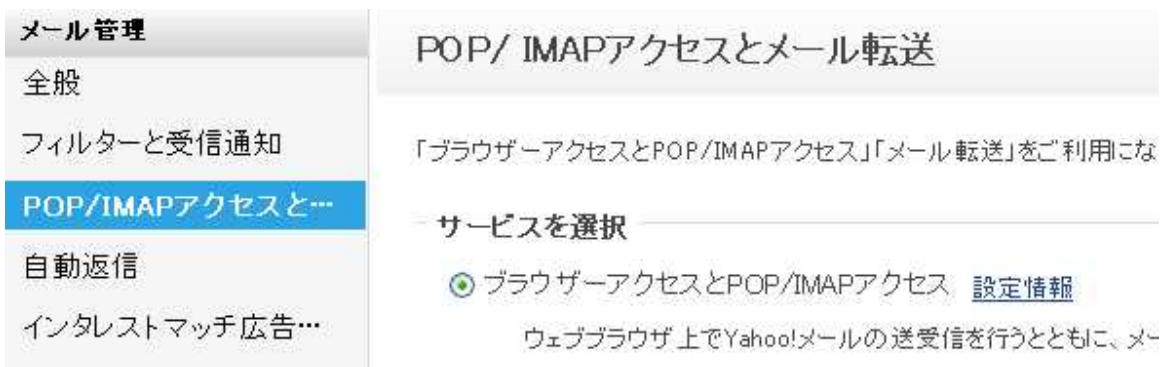 メール管理
全般
フィルターと受信通知
POP/IMAPアクセスと…
自動返信
インタレストマッチ広告…
POP/ IMAPアクセスとメール転送
「ブラウザーアクセスとPOP/IMAPアクセス」「メール転送」をご利用にな
サービスを選択
ブラウザーアクセスとPOP/IMAPアクセス 設定情報
ウェブブラウザ上でYahoo!メールの送受信を行うとともに、メー